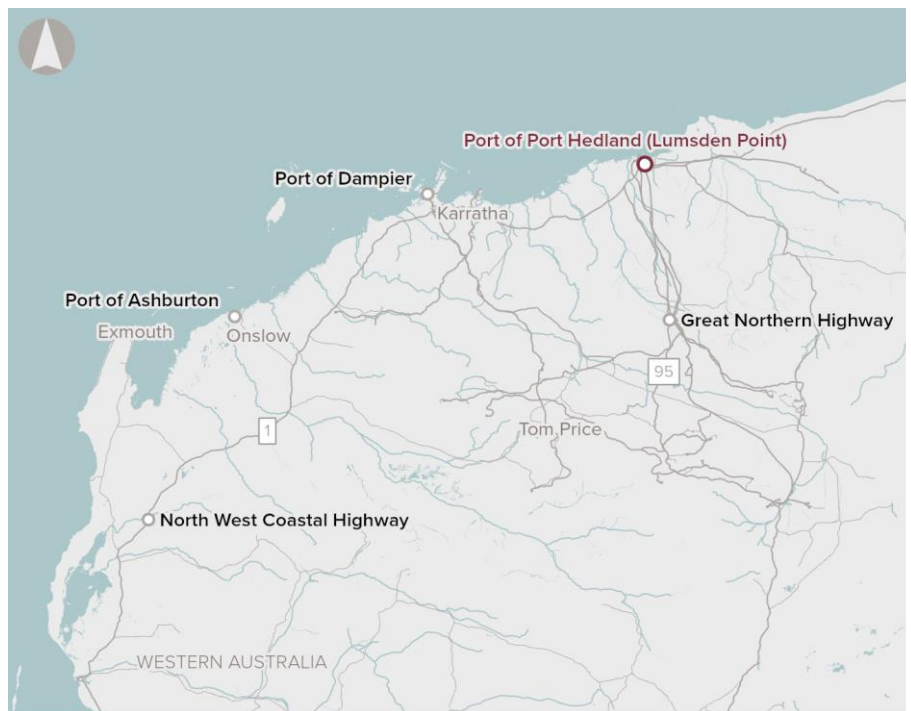 Port of Port Hedland (Lumsden Point)
Port of Dampier
Karratha
Port of Ashburton
Exmouth
Onslow
Great Northern Highway
95
1
Tom Price
North West Coastal Highway
WESTERN AUSTRALIA